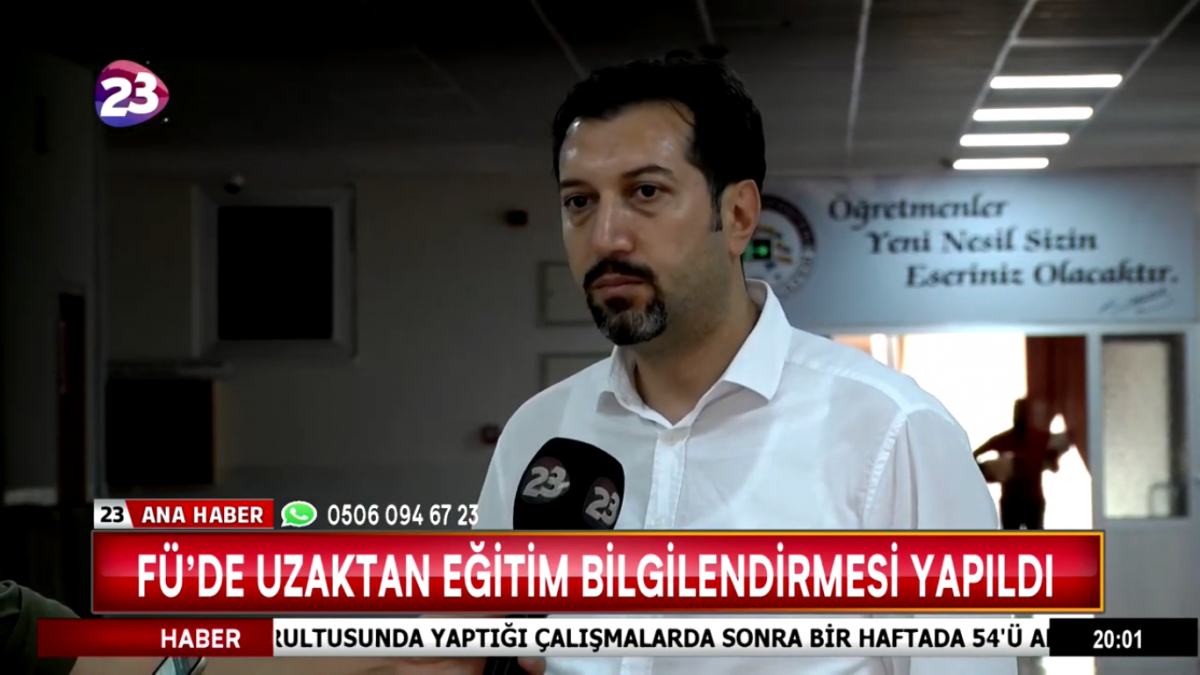 23
Öğretmenler
Yeni Nesil Sizin
Eseriniz Olacaktır.
23 23
23 ANA HABER 0506 094 67 23
FÜ'DE UZAKTAN EĞİTİM BİLGİLENDİRMESİ YAPILDI
HABER RULTUSUNDA YAPTIĞI ÇALIŞMALARDA SONRA BİR HAFTADA 54'Ü 20:01